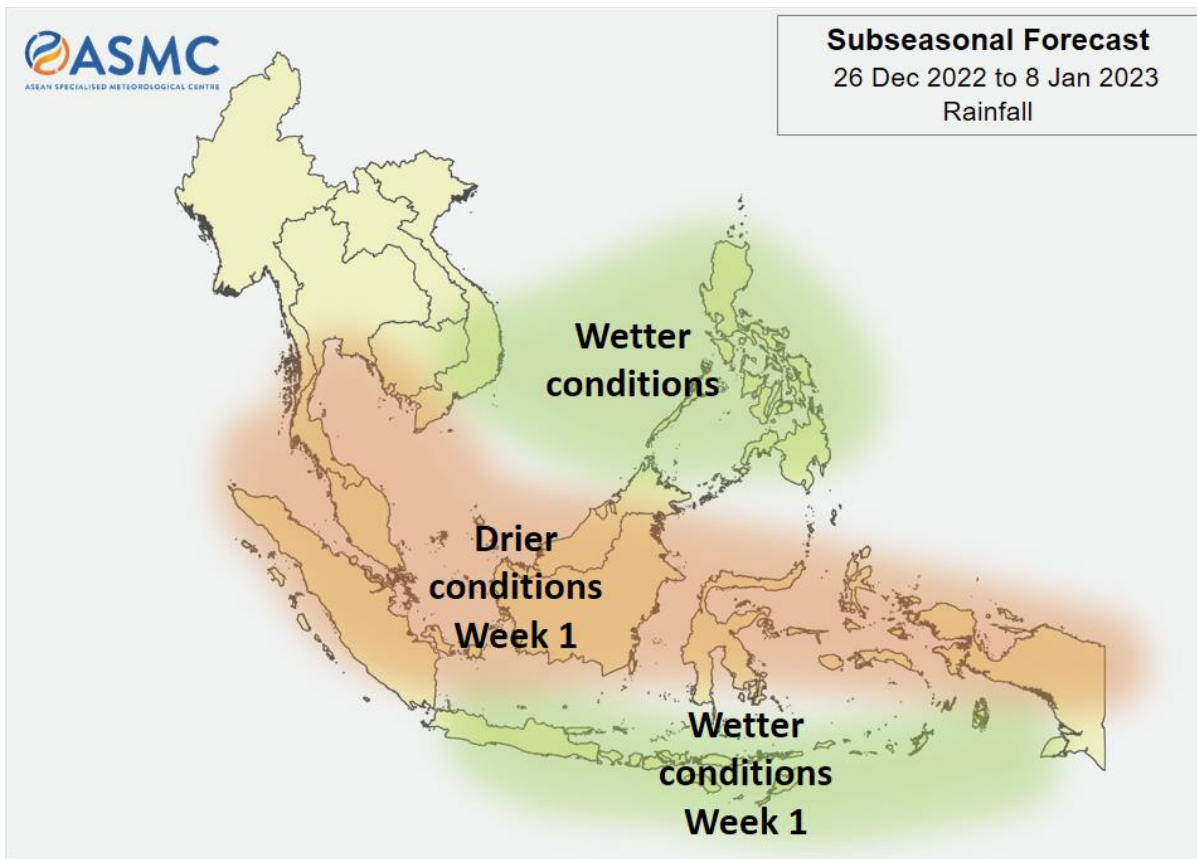 ASMC
ASEAN SPECIALISED METEOROLOGICAL CENTRE
Subseasonal Forecast
26 Dec 2022 to 8 Jan 2023
Rainfall
Wetter
conditions
Drier
conditions
Week 1
Wetter
conditions
Week 1